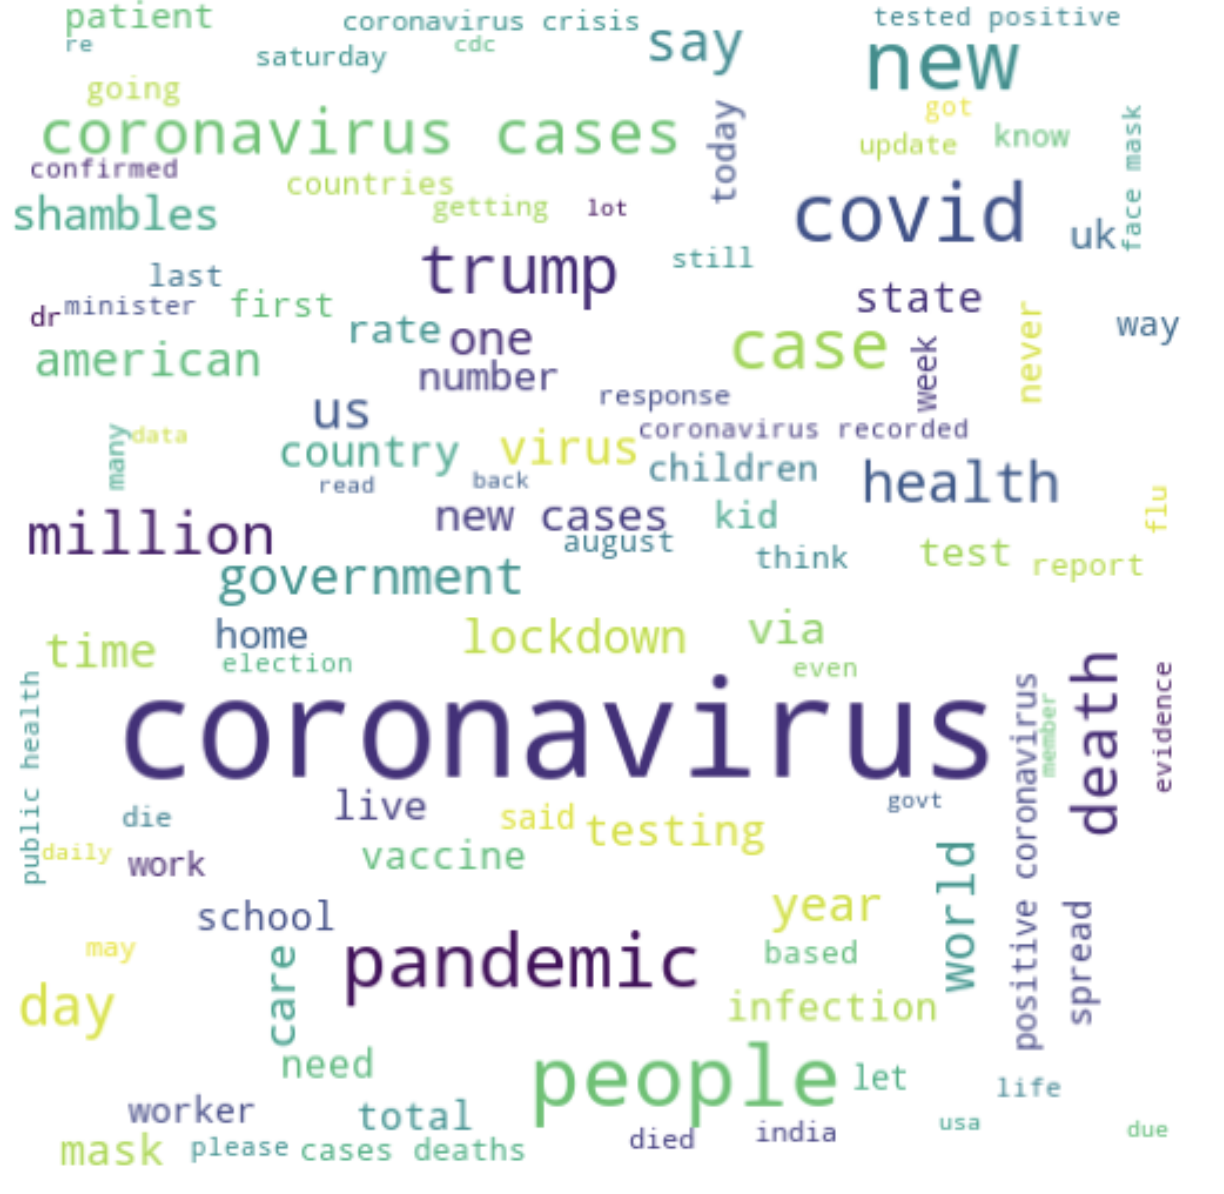 patient
coronavirus crisis
tested positive
re
saturday
cdc
say
new
going
got
coronavirus cases
today
update
know
face mask
confirmed
countries
shambles
getting
lot
covid
uk
last
trump
still
dr
minister
first
state
never
way
rate
one
american
number
case
week
response
us
many
data
country
virus
coronavirus recorded
children
health
read
back
flu
million
new cases
kid
august
government
think
test
report
time
home
lockdown
via
election
even
public health
coronavirus
positive coronavirus
member
death
evidence
die
live
govt
said
testing
daily
work
vaccine
world
school
year
spread
may
care
pandemic
based
day
infection
need
people
let
life
worker
total
usa
due
mask
please
cases deaths
died
india